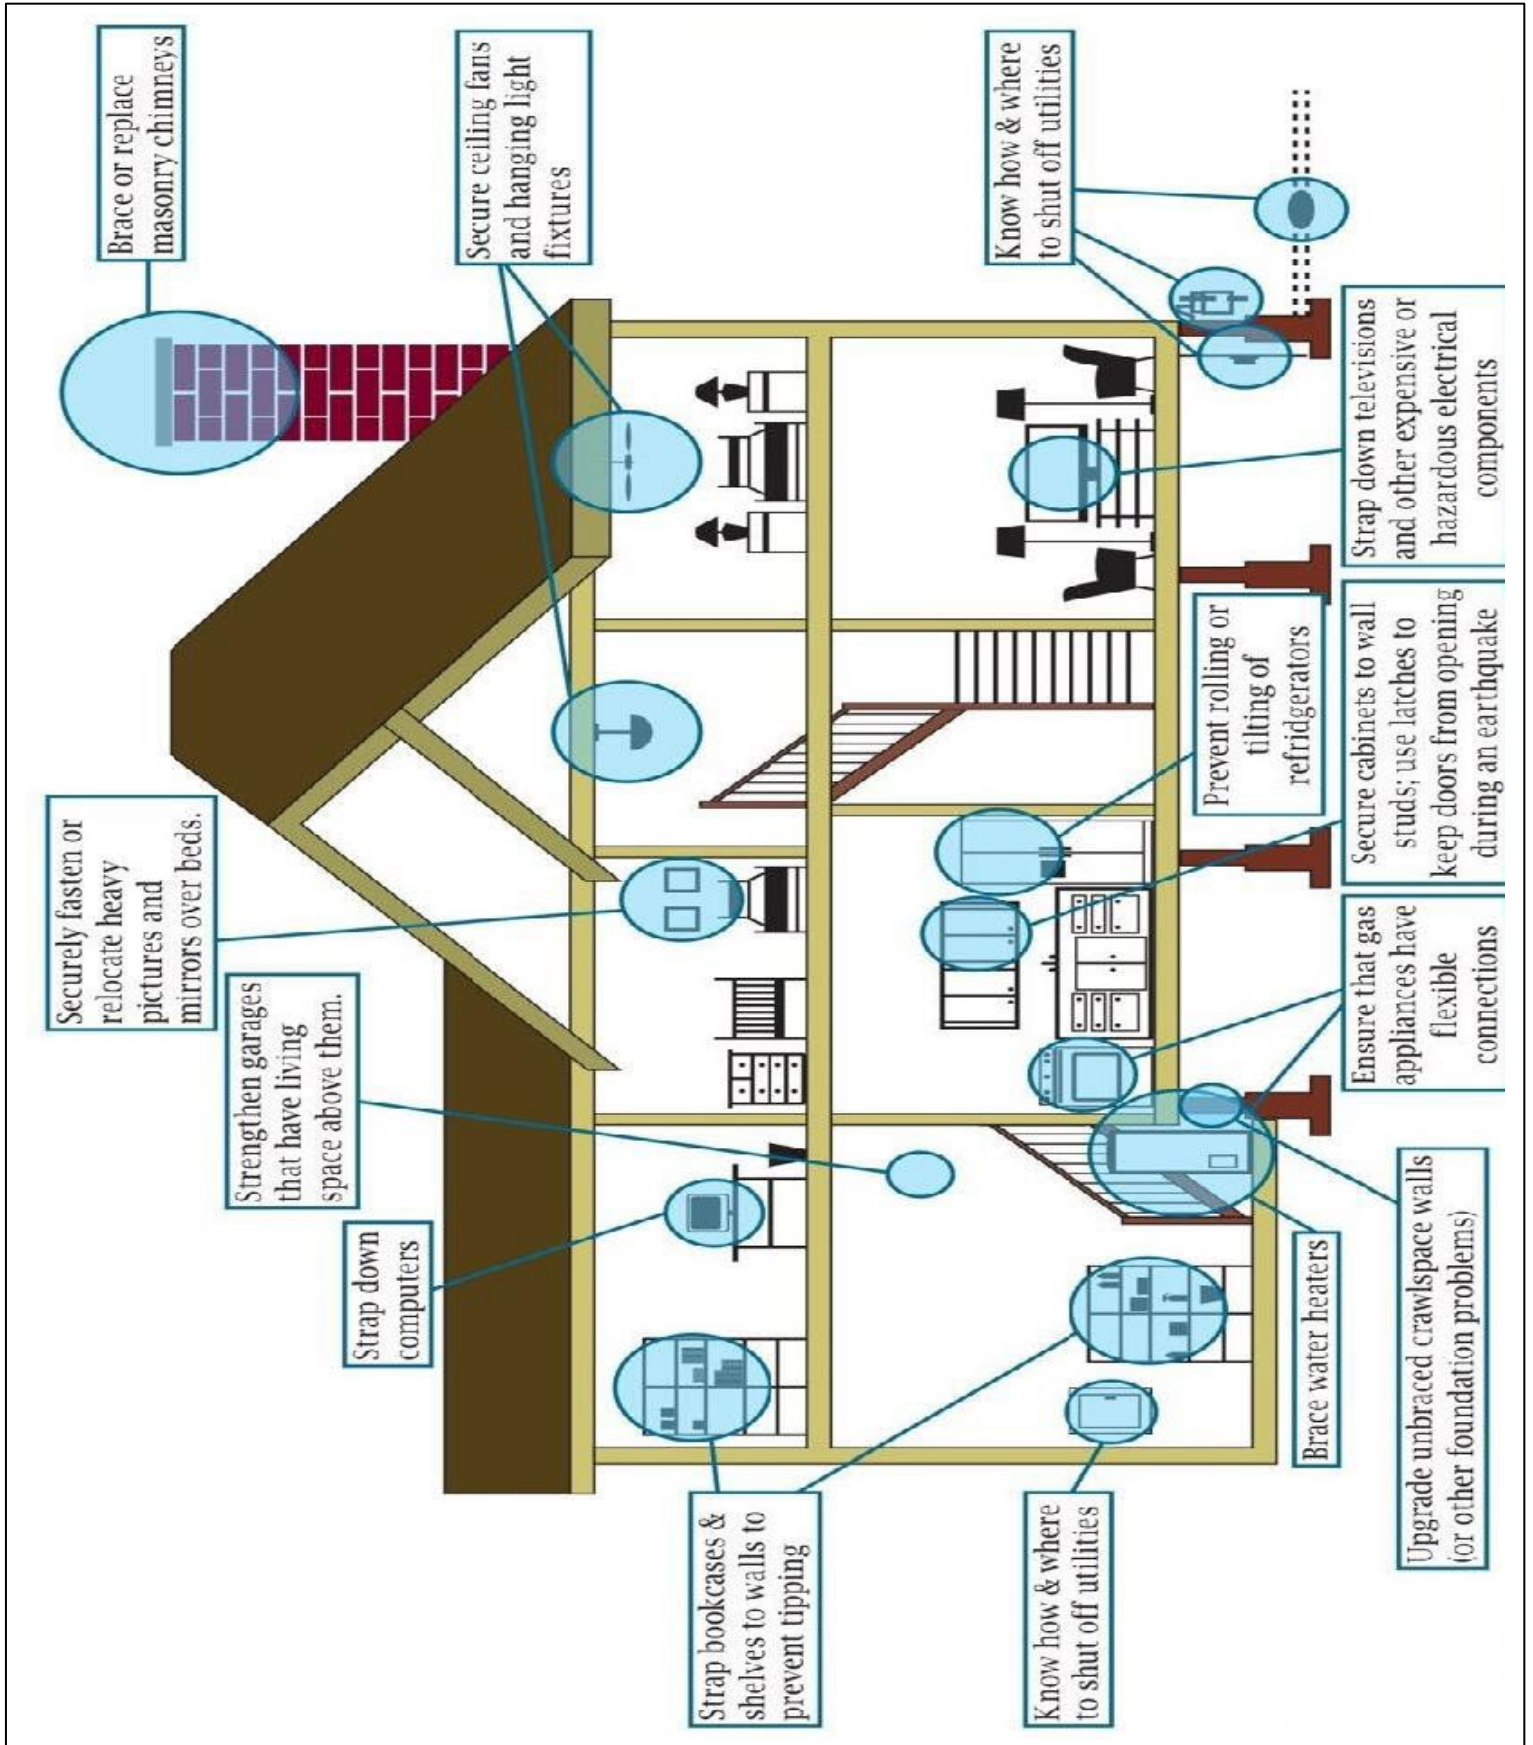 Securely fasten or
relocate heavy
pictures and
mirrors over beds.
Brace or replace
masonry chimneys
Strengthen garages
that have living
space above them.
Strap down
computers
Secure ceiling fans
and hanging light
fixtures
Strap bookcases &
shelves to walls to
prevent tipping
Know how & where
to shut off utilities
Know how & where
to shut off utilities
Prevent rolling or
tilting of
refridgerators
Brace water heaters
Upgrade unbraced crawlspace walls
(or other foundation problems)
Ensure that gas
appliances have
flexible
connections
Secure cabinets to wall
studs; use latches to
keep doors from opening
during an earthquake
Strap down televisions
and other expensive or
hazardous electrical
components